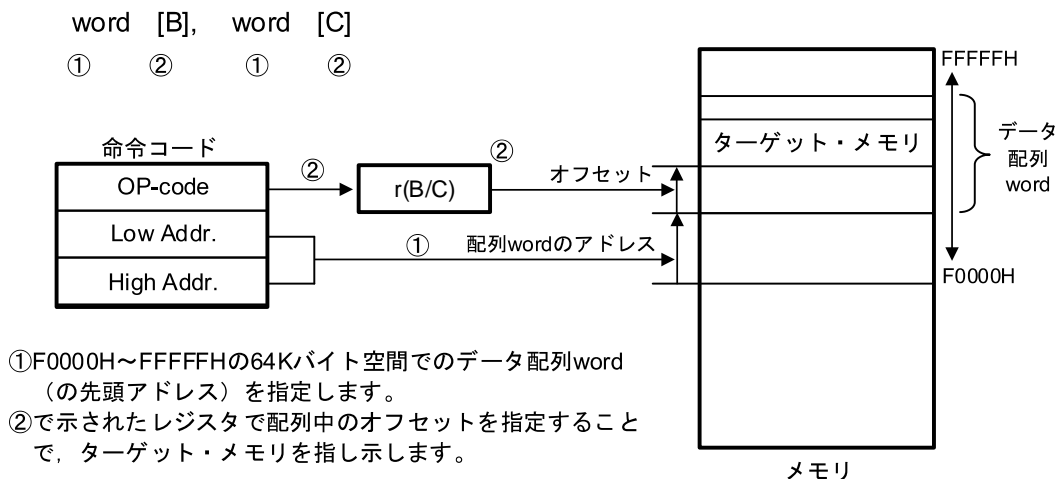 word [B], word [C]
① ② ① ②
FFFFFH
データ
配列
word
ターゲット・メモリ
命令コード
OP-code
②
r(B/C)
②
オフセット
Low Addr.
①
配列wordのアドレス
High Addr.
F0000H
①F0000H～FFFFFHの64Kバイト空間でのデータ配列word
（の先頭アドレス）を指定します。
②で示されたレジスタで配列中のオフセットを指定すること
で，ターゲット・メモリを指し示します。
メモリ